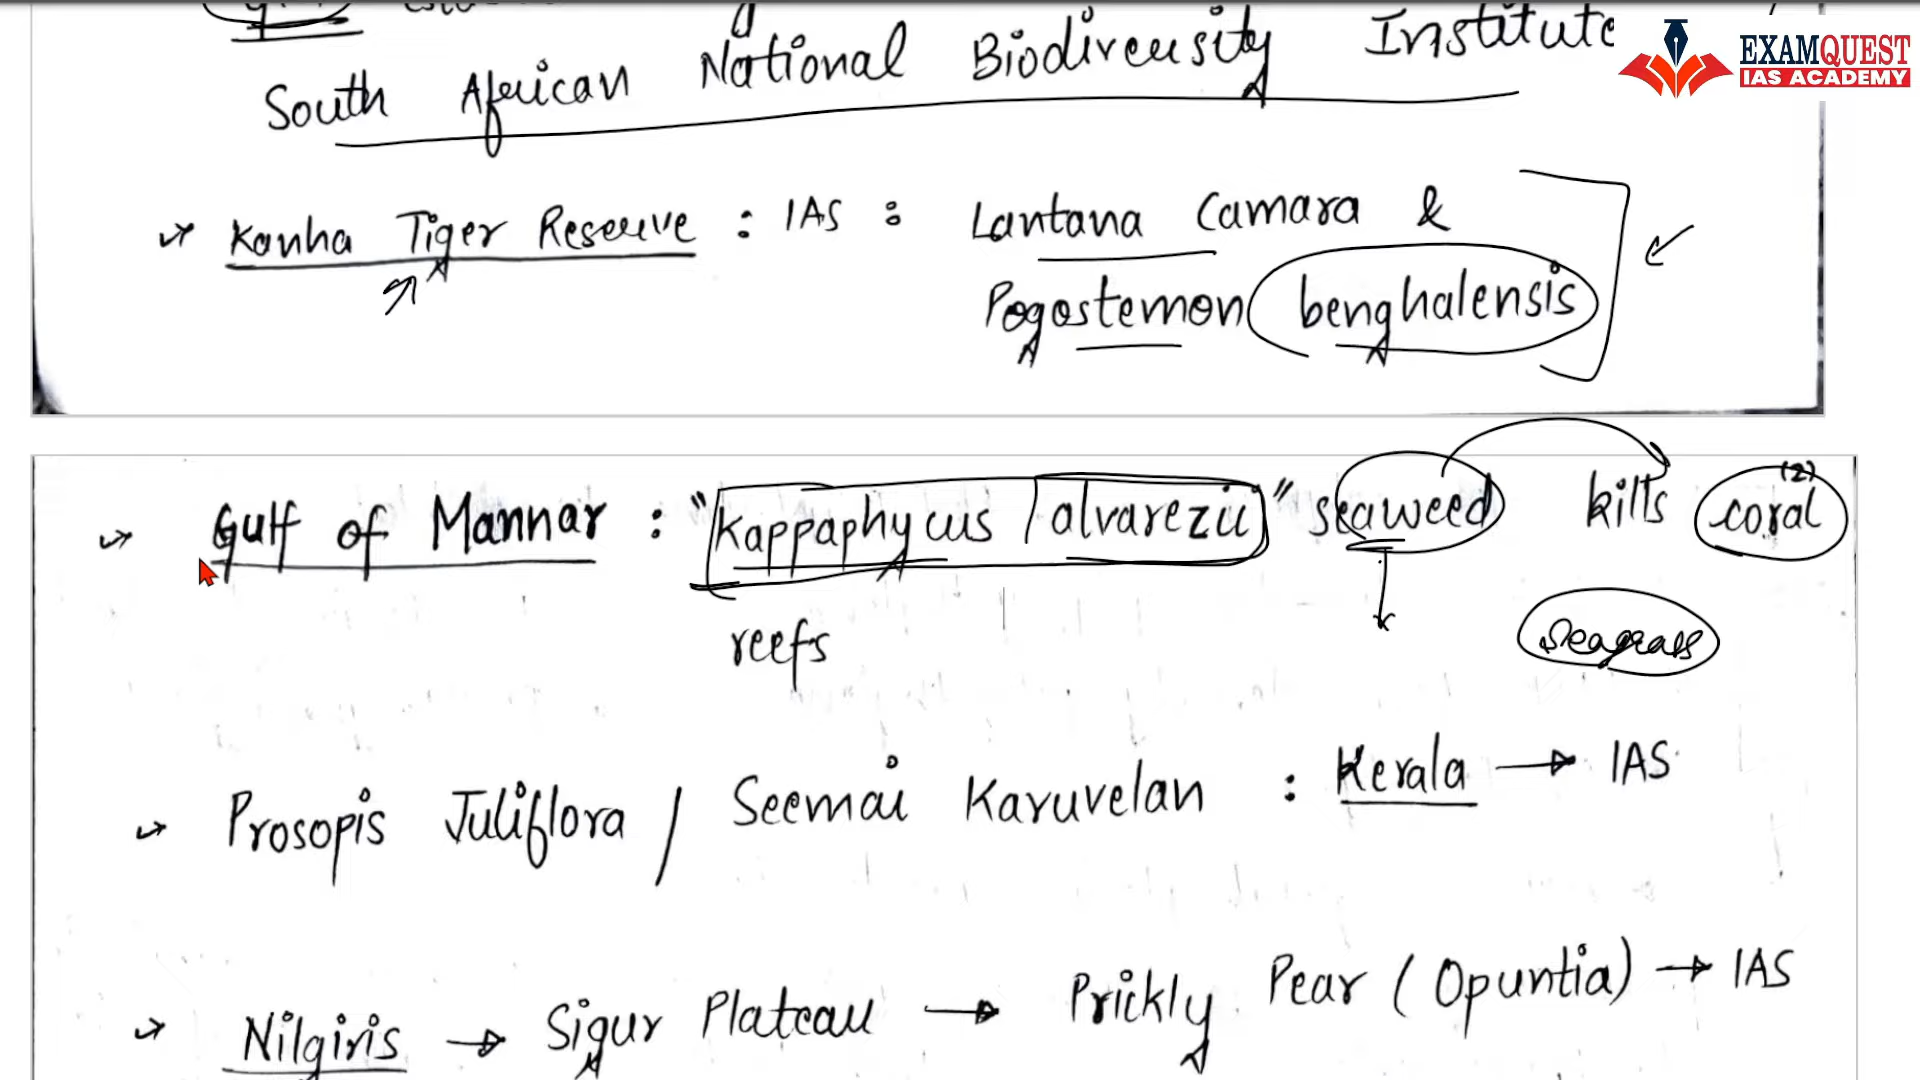 South African National Biodiversity Institute
EXAMQUEST
IAS ACADEMY
Kanha Tiger Reserve : IAS : Lantana Camara &
Pogostemon benghalensis
Gulf of Mannar : "Kappaphycus / alvarezii" seaweed kills coral (2)
reefs
seagrass
Prosopis Juliflora / Seemai Karuvelan : Kerala → IAS
Nilgiris → Sigur Plateau → Prickly Pear (Opuntia) → IAS